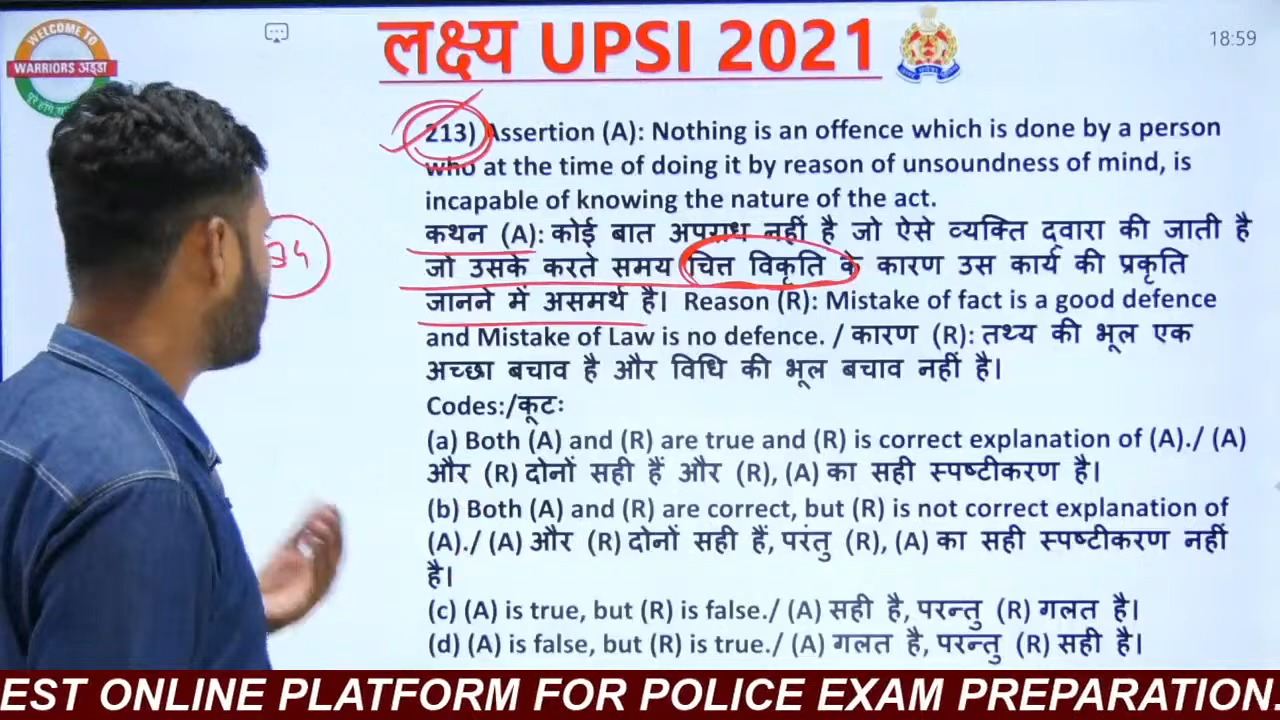 WELCOME TO
WARRIORS अड्डा
लक्ष्य UPSI 2021
18:59
213) Assertion (A): Nothing is an offence which is done by a person
who at the time of doing it by reason of unsoundness of mind, is
incapable of knowing the nature of the act.
कथन (A): कोई बात अपराध नहीं है जो ऐसे व्यक्ति द्वारा की जाती है
जो उसके करते समय चित्त विकृति के कारण उस कार्य की प्रकृति
जानने में असमर्थ है। Reason (R): Mistake of fact is a good defence
and Mistake of Law is no defence. / कारण (R): तथ्य की भूल एक
अच्छा बचाव है और विधि की भूल बचाव नहीं है।
Codes:/कूटः
(a) Both (A) and (R) are true and (R) is correct explanation of (A)./ (A)
और (R) दोनों सही हैं और (R), (A) का सही स्पष्टीकरण है।
(b) Both (A) and (R) are correct, but (R) is not correct explanation of
(A)./ (A) और (R) दोनों सही हैं, परंतु (R), (A) का सही स्पष्टीकरण नहीं
है।
(c) (A) is true, but (R) is false./ (A) सही है, परन्तु (R) गलत है।
(d) (A) is false, but (R) is true./ (A) गलत है, परन्तु (R) सही है।
EST ONLINE PLATFORM FOR POLICE EXAM PREPARATION.